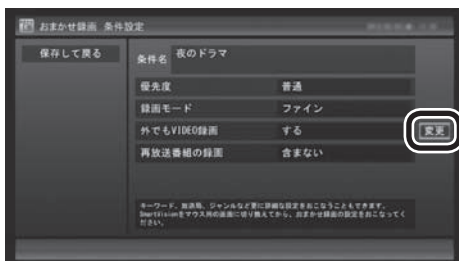 おまかせ録画 条件設定
保存して戻る
条件名 夜のドラマ
優先度 普通
録画モード ファイン
外でもVIDEO録画 する 変更
再放送番組の録画 含まない
キーワード、放送局、ジャンルなど更に詳細な設定をおこなうこともできます。
SmartVisionをマウス用の画面に切り換えてから、おまかせ録画の設定をおこなってく
ださい。